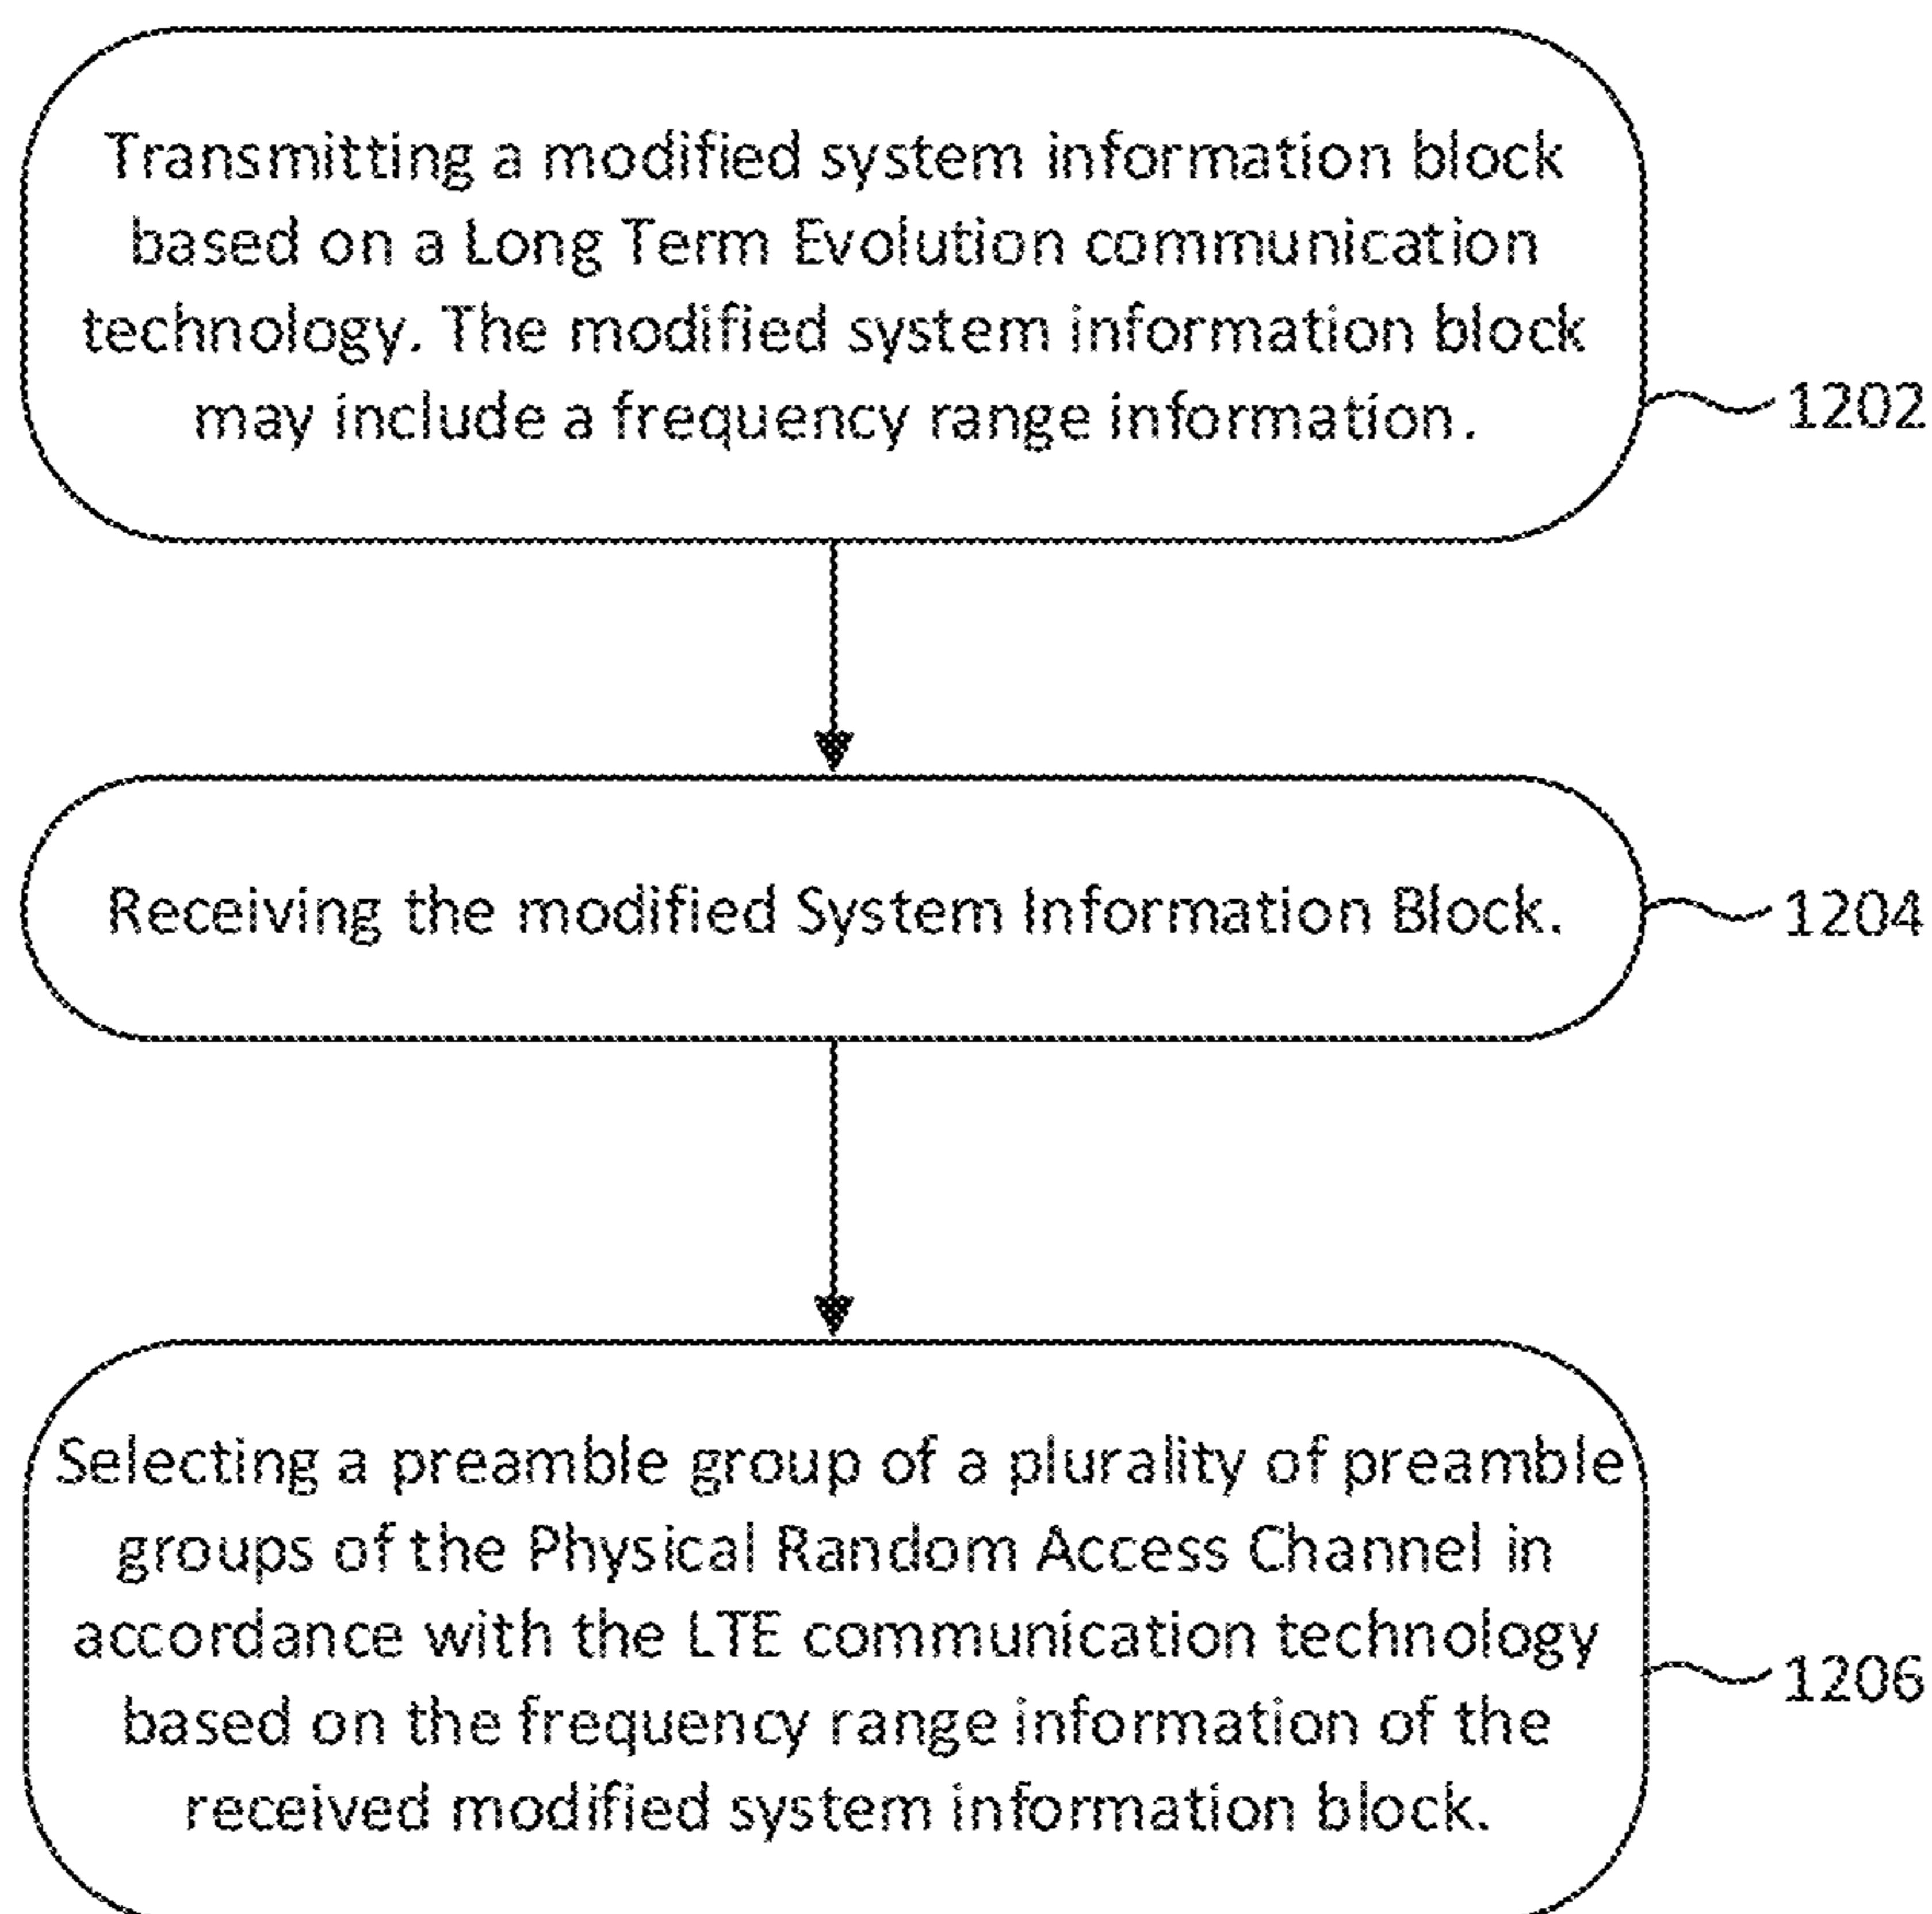 Transmitting a modified system information block
based on a Long Term Evolution communication
technology. The modified system information block
may include a frequency range information.
1202
Receiving the modified System Information Block.
1204
Selecting a preamble group of a plurality of preamble
groups of the Physical Random Access Channel in
accordance with the LTE communication technology
based on the frequency range information of the
received modified system information block.
1206